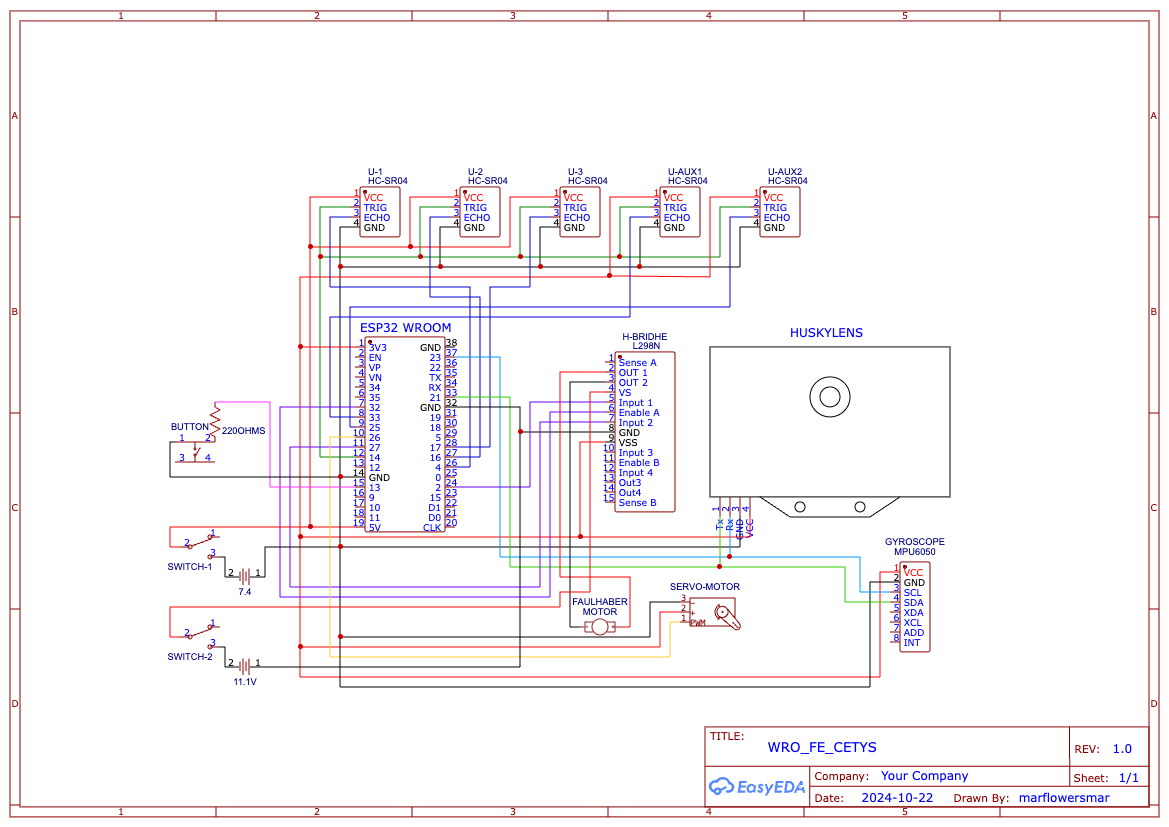 1 2 3 4 5
A A
B B
C C
D D
U-1
HC-SR04
1 VCC
2 TRIG
3 ECHO
4 GND
U-2
HC-SR04
1 VCC
2 TRIG
3 ECHO
4 GND
U-3
HC-SR04
1 VCC
2 TRIG
3 ECHO
4 GND
U-AUX1
HC-SR04
1 VCC
2 TRIG
3 ECHO
4 GND
U-AUX2
HC-SR04
1 VCC
2 TRIG
3 ECHO
4 GND
ESP32 WROOM
1 3V3 GND 38
2 EN 23 37
3 VP 22 36
4 VN TX 35
5 34 RX 34
6 35 21 33
7 32 GND 32
8 33 19 31
9 25 18 30
10 26 5 29
11 27 17 28
12 14 16 27
13 12 4 26
14 GND 0 25
15 13 2 24
16 9 15 23
17 10 D1 22
18 11 D0 21
19 5V CLK 20
H-BRIDHE
L298N
1 Sense A
2 OUT 1
3 OUT 2
4 VS
5 Input 1
6 Enable A
7 Input 2
8 GND
9 VSS
10 Input 3
11 Enable B
12 Input 4
13 Out3
14 Out4
15 Sense B
HUSKYLENS
1 Tx
2 Rx
3 GND
4 VCC
BUTTON
220OHMS
1 2
3 4
SWITCH-1
2 1
3
2 1
7.4
SWITCH-2
2 1
3
2 1
11.1V
FAULHABER
MOTOR
SERVO-MOTOR
3 -
2 +
1 PWM
GYROSCOPE
MPU6050
1 VCC
2 GND
3 SCL
4 SDA
5 XDA
6 XCL
7 ADD
8 INT
TITLE:
WRO_FE_CETYS
REV: 1.0
EasyEDA
Company: Your Company
Sheet: 1/1
Date: 2024-10-22 Drawn By: marflowersmar
1 2 3 4 5